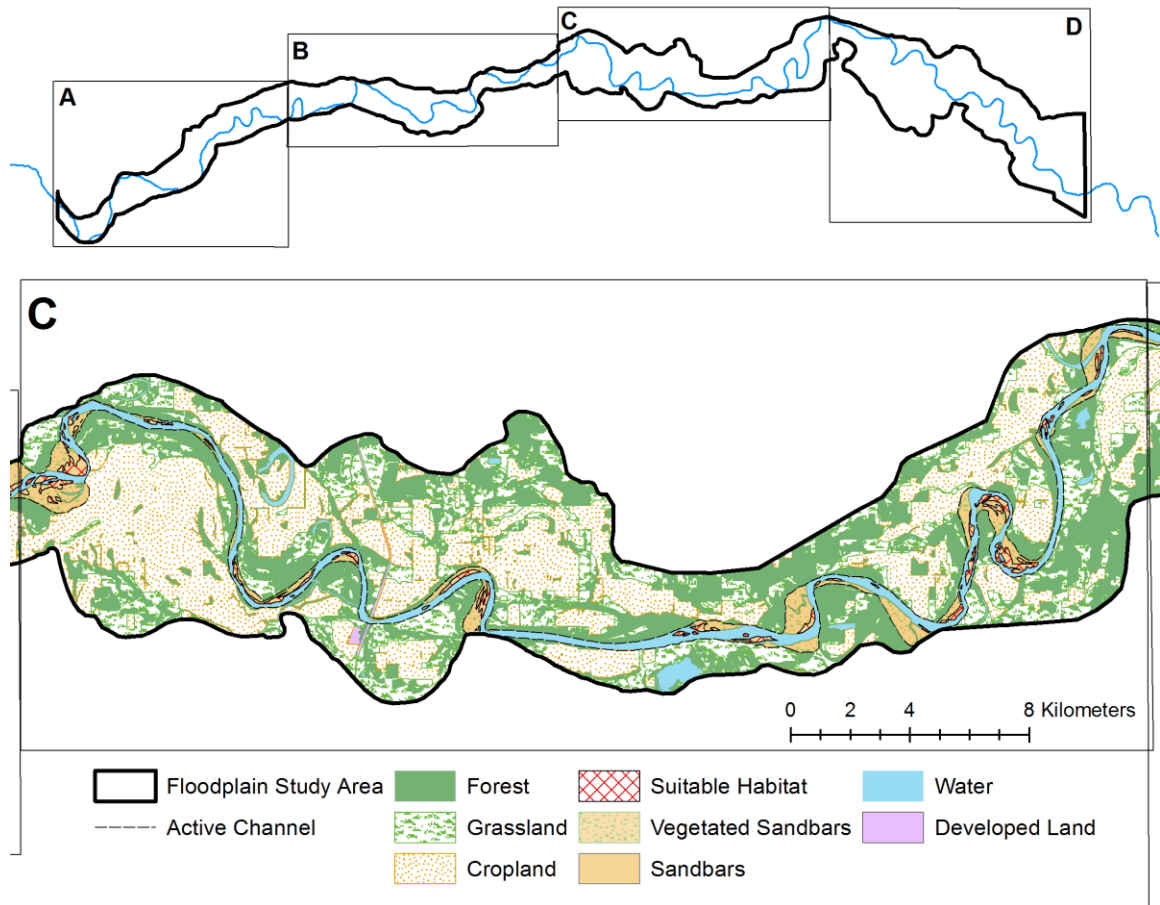 A
B
C
D
C
0 2 4 8 Kilometers
Floodplain Study Area
Forest
Suitable Habitat
Water
Active Channel
Grassland
Vegetated Sandbars
Developed Land
Cropland
Sandbars